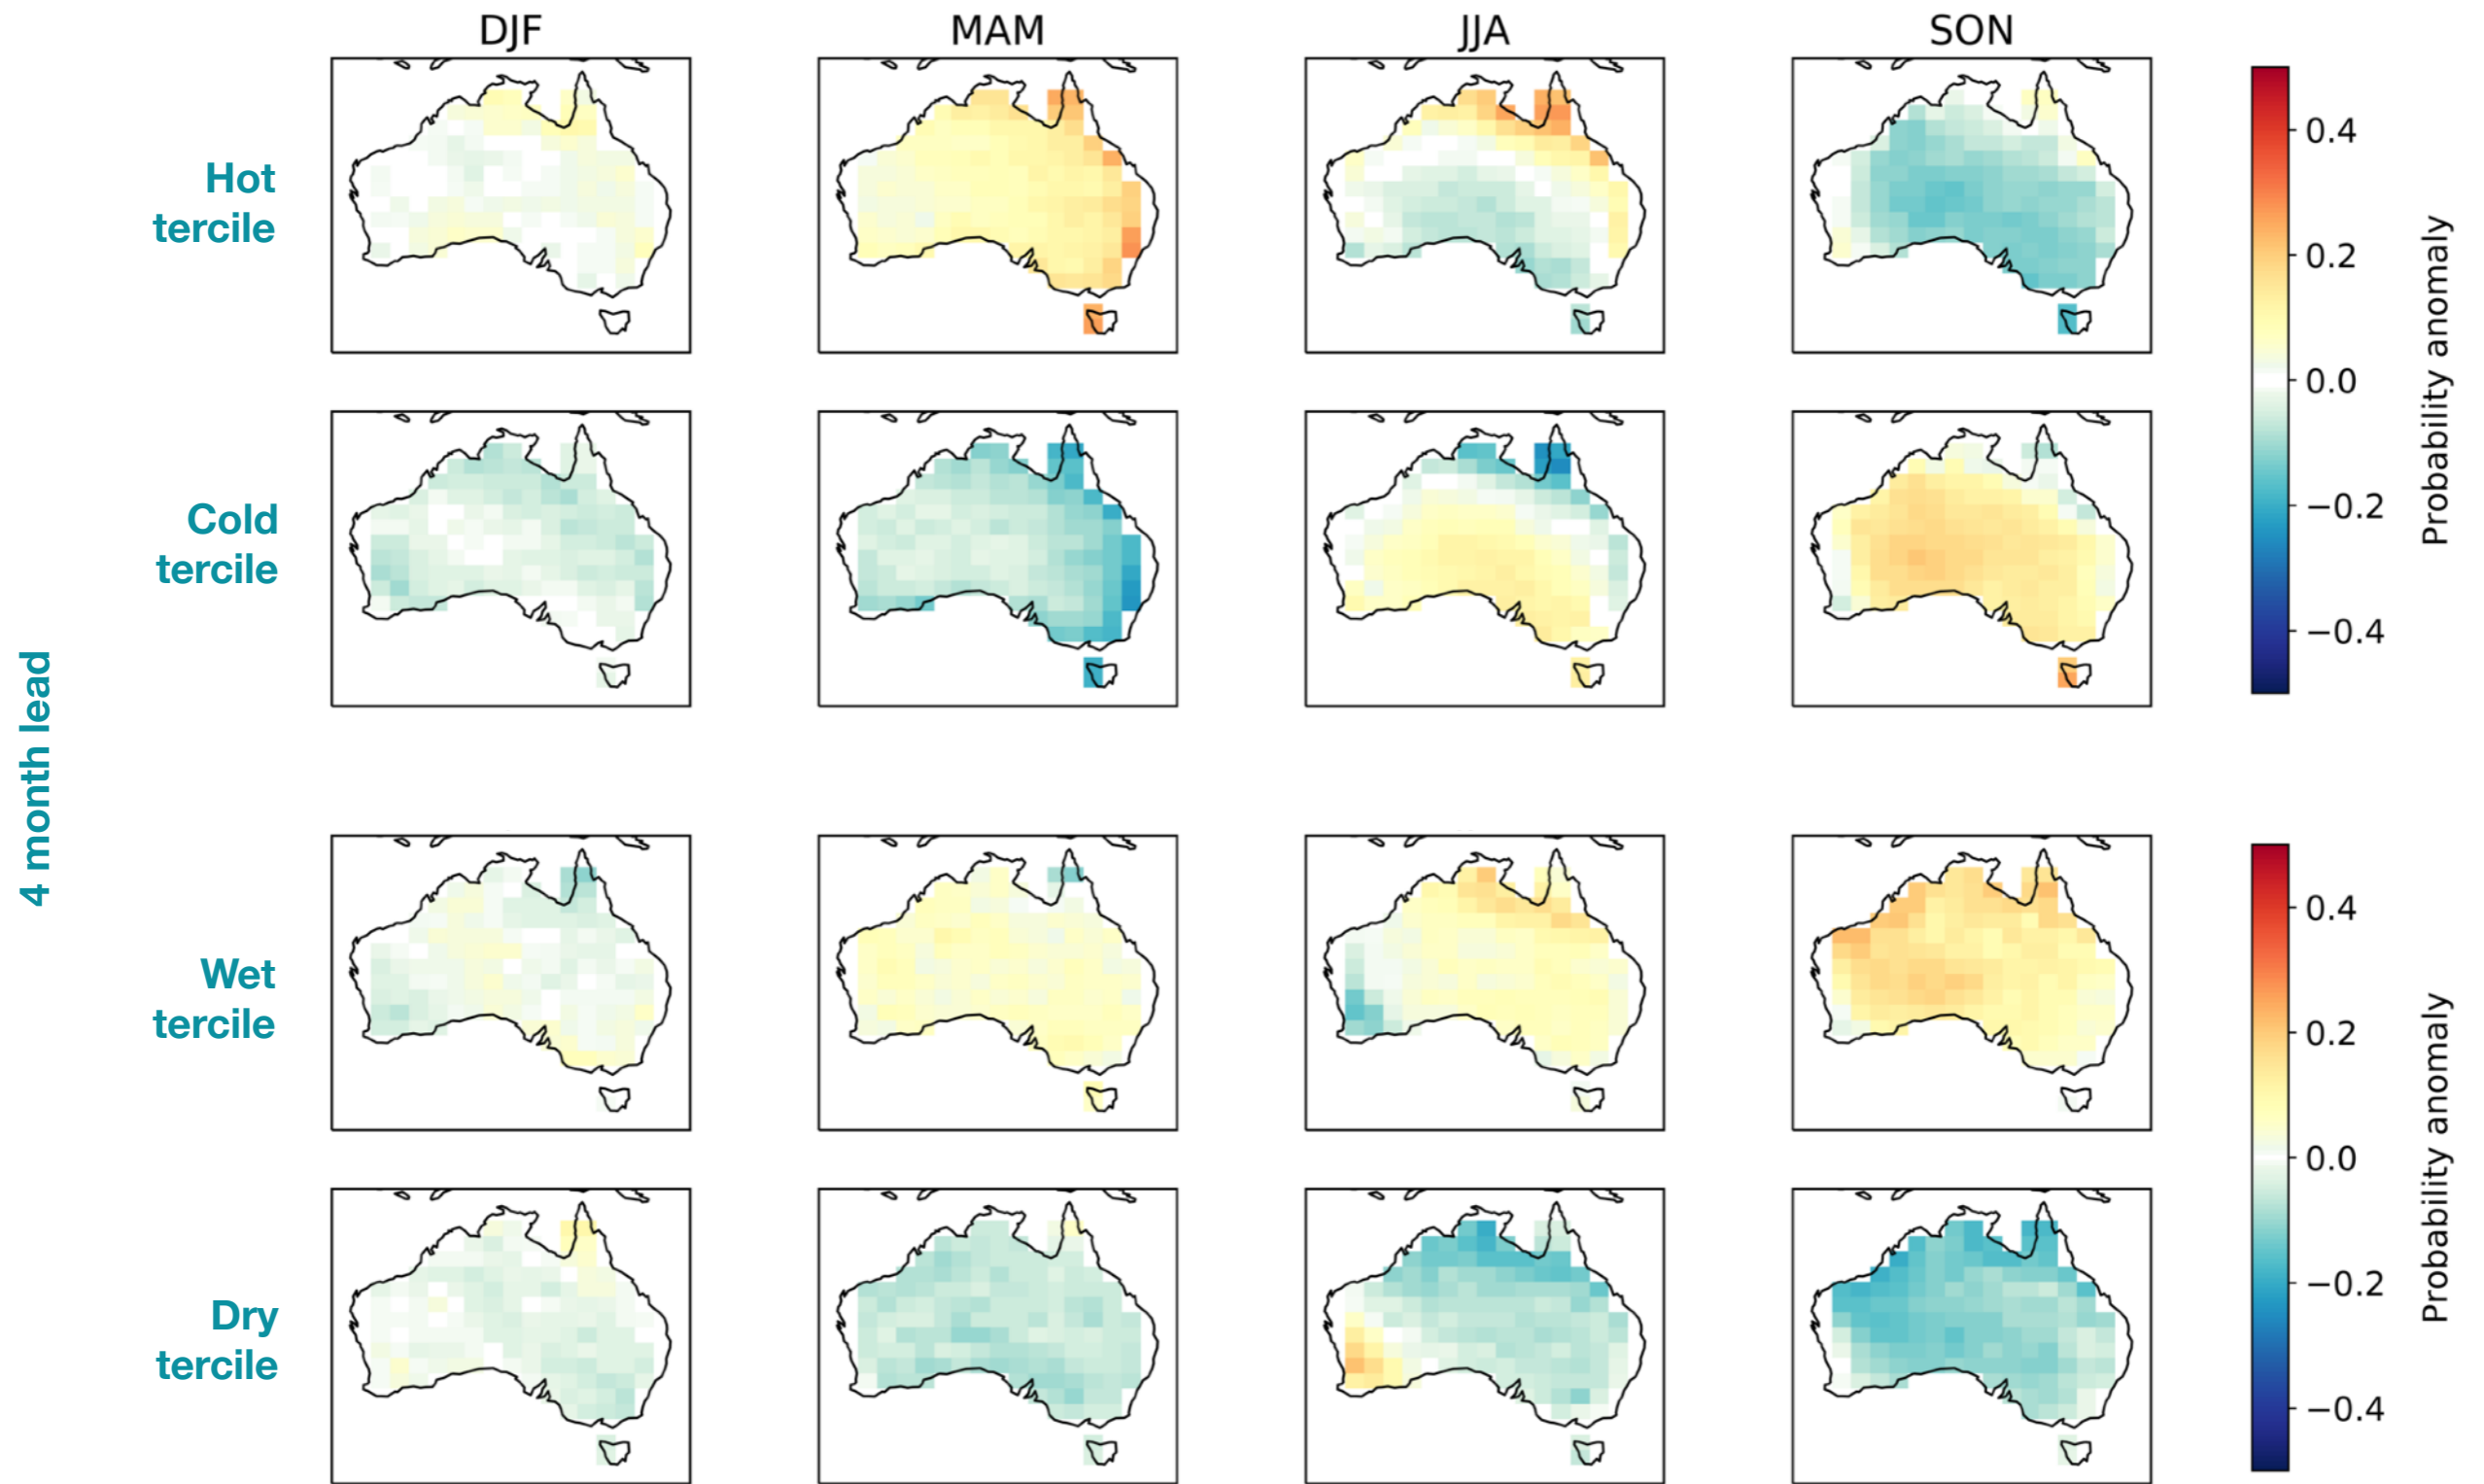 DJF MAM JJA SON
Hot
tercile
0.4
0.2
0.0
−0.2
−0.4
Probability anomaly
Cold
tercile
4 month lead
Wet
tercile
0.4
0.2
0.0
−0.2
−0.4
Probability anomaly
Dry
tercile